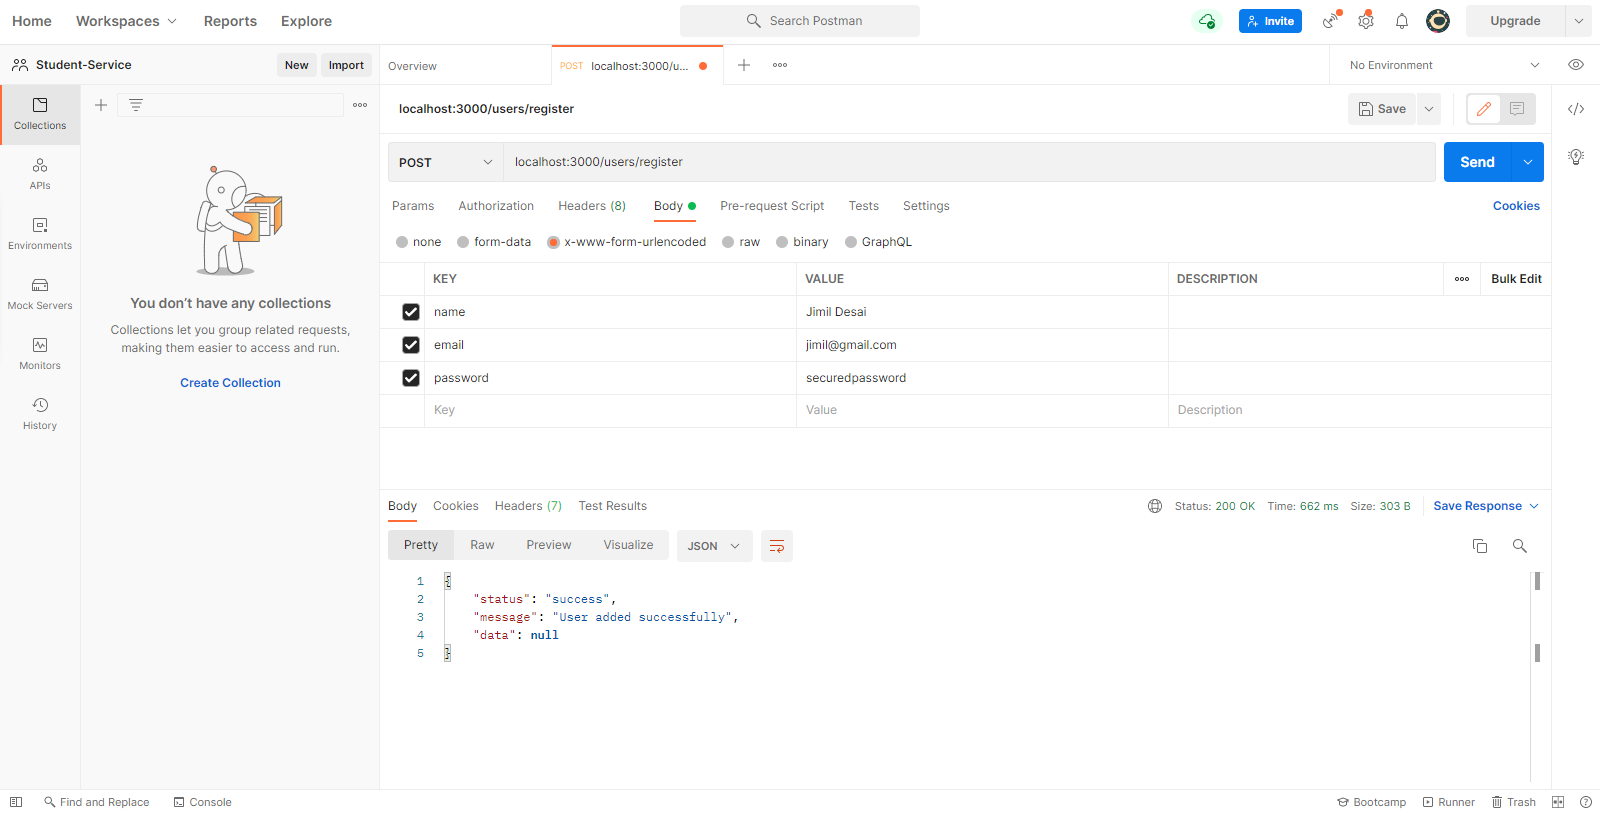 Home Workspaces Reports Explore Search Postman Invite Upgrade
Student-Service New Import Overview POST localhost:3000/u... No Environment
Collections
APIs
Environments
Mock Servers
Monitors
History
You don't have any collections
Collections let you group related requests,
making them easier to access and run.
Create Collection
localhost:3000/users/register Save
POST localhost:3000/users/register Send
Params Authorization Headers (8) Body Pre-request Script Tests Settings Cookies
none form-data x-www-form-urlencoded raw binary GraphQL
KEY VALUE DESCRIPTION Bulk Edit
name Jimil Desai
email jimil@gmail.com
password securedpassword
Key Value Description
Body Cookies Headers (7) Test Results Status: 200 OK Time: 662 ms Size: 303 B Save Response
Pretty Raw Preview Visualize JSON
1 {
2 "status": "success",
3 "message": "User added successfully",
4 "data": null
5 }
Find and Replace Console Bootcamp Runner Trash